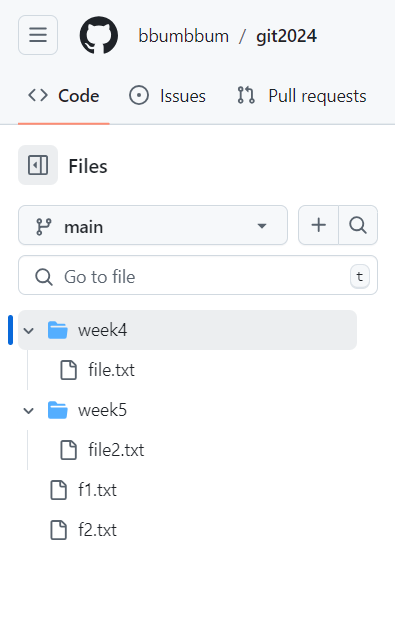 bbumbbum / git2024
Code Issues Pull requests
Files
main
Go to file t
week4
file.txt
week5
file2.txt
f1.txt
f2.txt